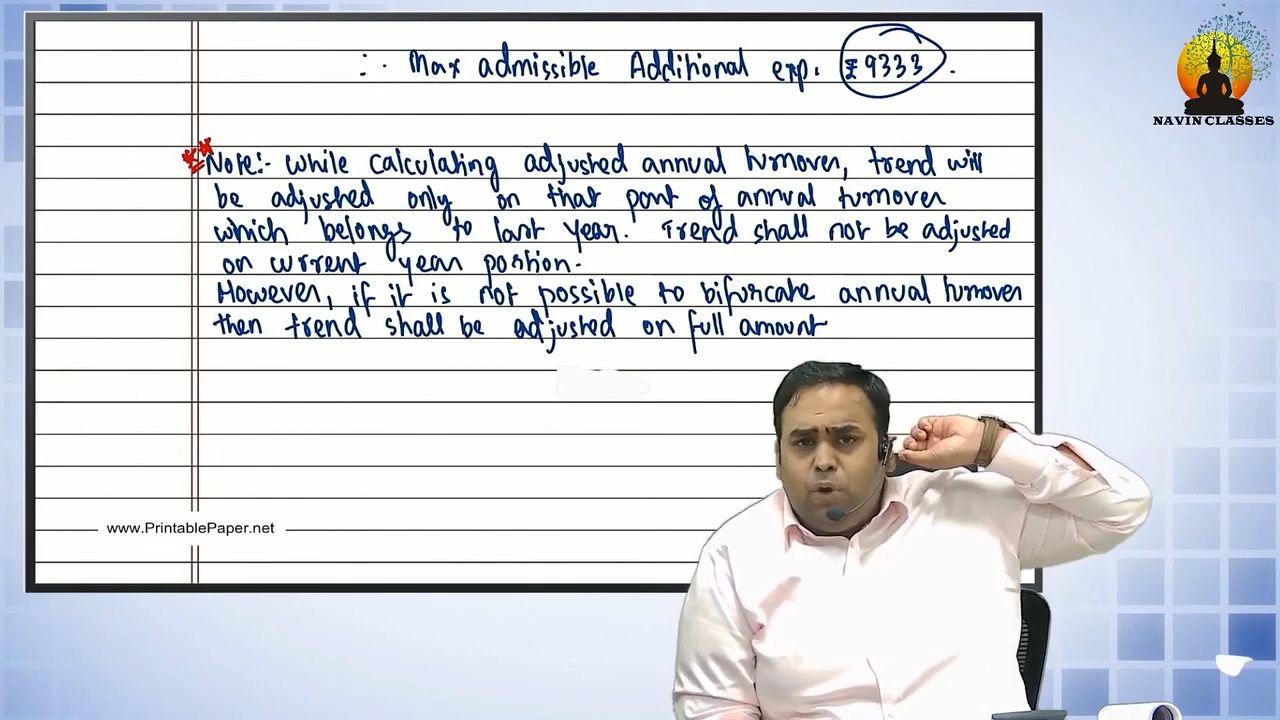 ∴ Max admissible Additional exp. ₹9333.
NAVIN CLASSES
** Note:- While calculating adjusted annual turnover, trend will
be adjusted only on that part of annual turnover
which belongs to last year. Trend shall not be adjusted
on current year portion.
However, if it is not possible to bifurcate annual turnover
then trend shall be adjusted on full amount
www.PrintablePaper.net